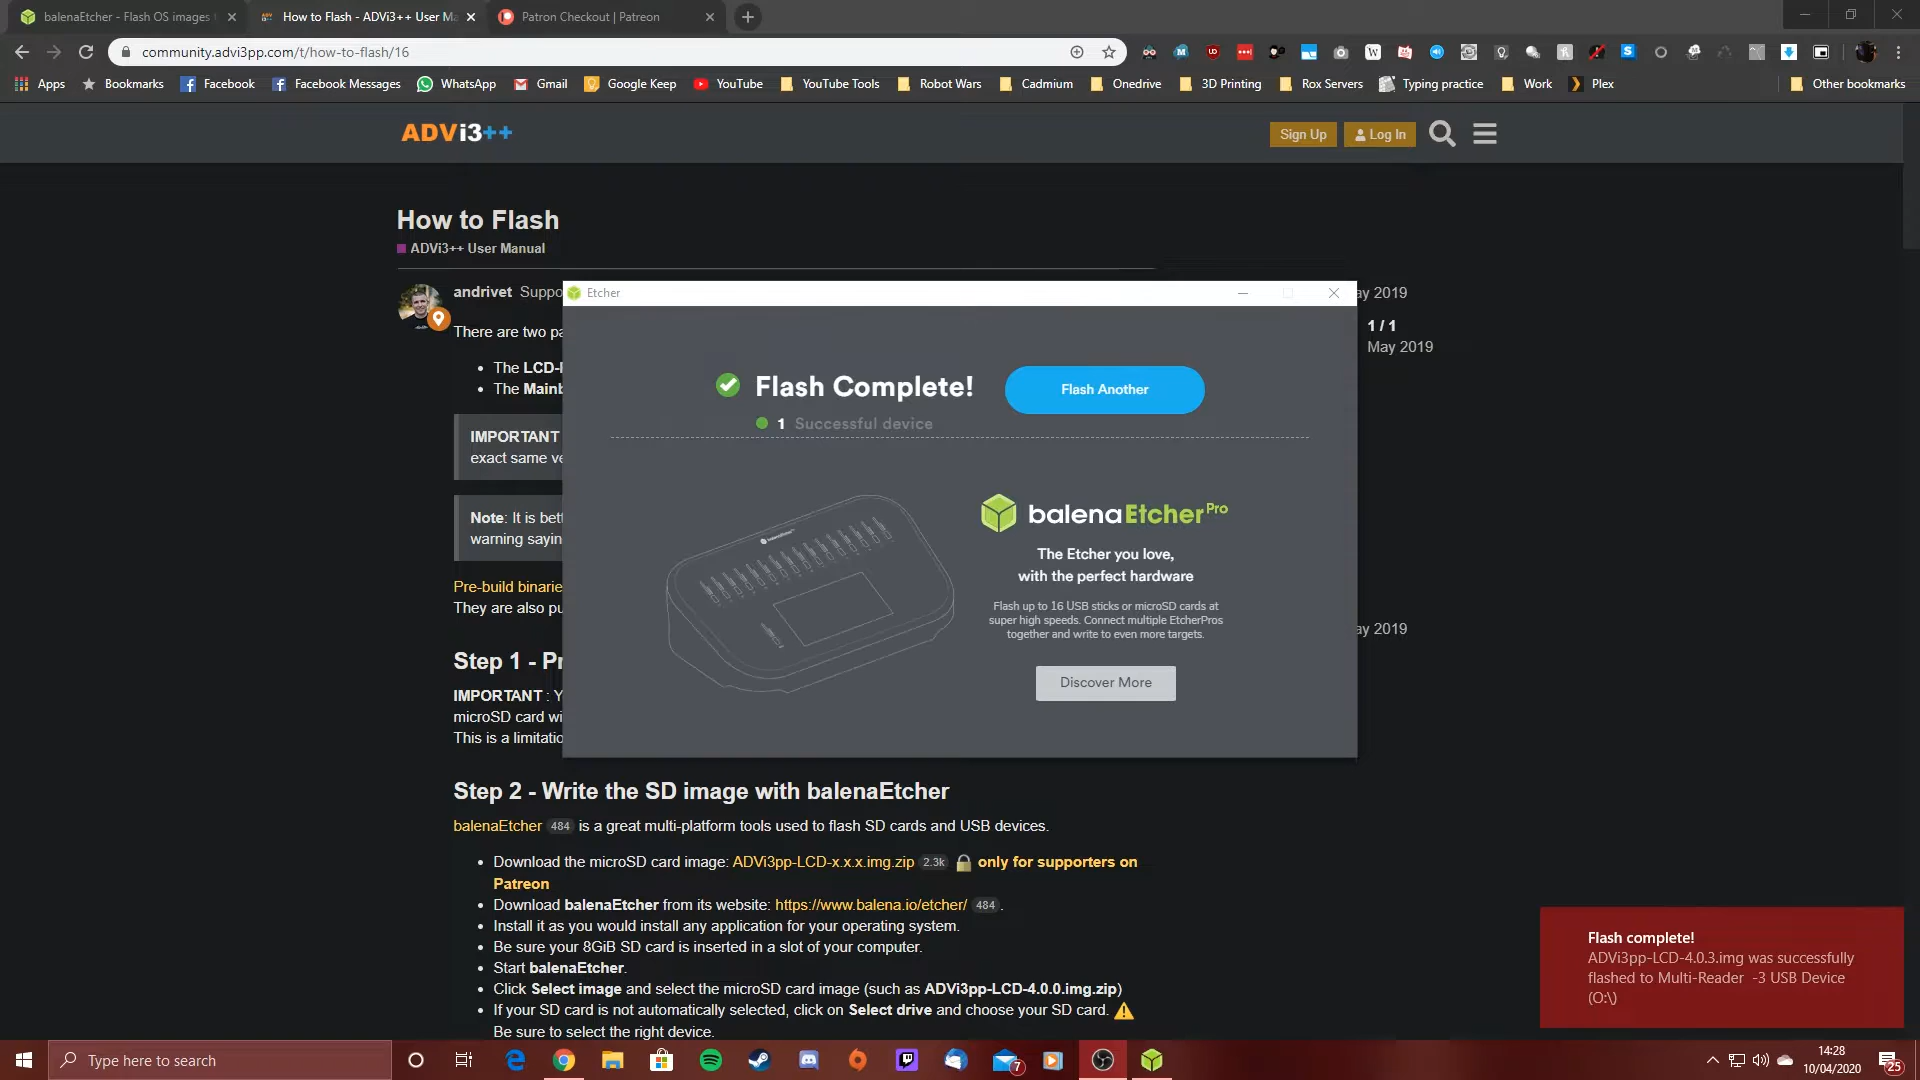 balenaEtcher - Flash OS images
How to Flash - ADVi3++ User Ma
Patron Checkout | Patreon
community.advi3pp.com/t/how-to-flash/16
Apps
Bookmarks
Facebook
Facebook Messages
WhatsApp
Gmail
Google Keep
YouTube
YouTube Tools
Robot Wars
Cadmium
Onedrive
3D Printing
Rox Servers
Typing practice
Work
Plex
Other bookmarks
ADVi3++
Sign Up
Log In
How to Flash
ADVi3++ User Manual
andrivet Suppo
ay 2019
There are two pa
1 / 1
May 2019
The LCD-
The Mainb
IMPORTANT
exact same ve
Note: It is bet
warning sayin
Pre-build binarie
They are also pu
ay 2019
Step 1 - Pr
IMPORTANT : Y
microSD card wi
This is a limitatio
Etcher
Flash Complete!
Flash Another
1 Successful device
balenaEtcher Pro
The Etcher you love,
with the perfect hardware
Flash up to 16 USB sticks or microSD cards at
super high speeds. Connect multiple EtcherPros
together and write to even more targets.
Discover More
Step 2 - Write the SD image with balenaEtcher
balenaEtcher 484 is a great multi-platform tools used to flash SD cards and USB devices.
Download the microSD card image: ADVi3pp-LCD-x.x.x.img.zip 2.3k only for supporters on
Patreon
Download balenaEtcher from its website: https://www.balena.io/etcher/ 484 .
Install it as you would install any application for your operating system.
Be sure your 8GiB SD card is inserted in a slot of your computer.
Start balenaEtcher.
Click Select image and select the microSD card image (such as ADVi3pp-LCD-4.0.0.img.zip)
If your SD card is not automatically selected, click on Select drive and choose your SD card.
Be sure to select the right device.
Flash complete!
ADVi3pp-LCD-4.0.3.img was successfully
flashed to Multi-Reader -3 USB Device
(O:\)
Type here to search
7
14:28
10/04/2020
25